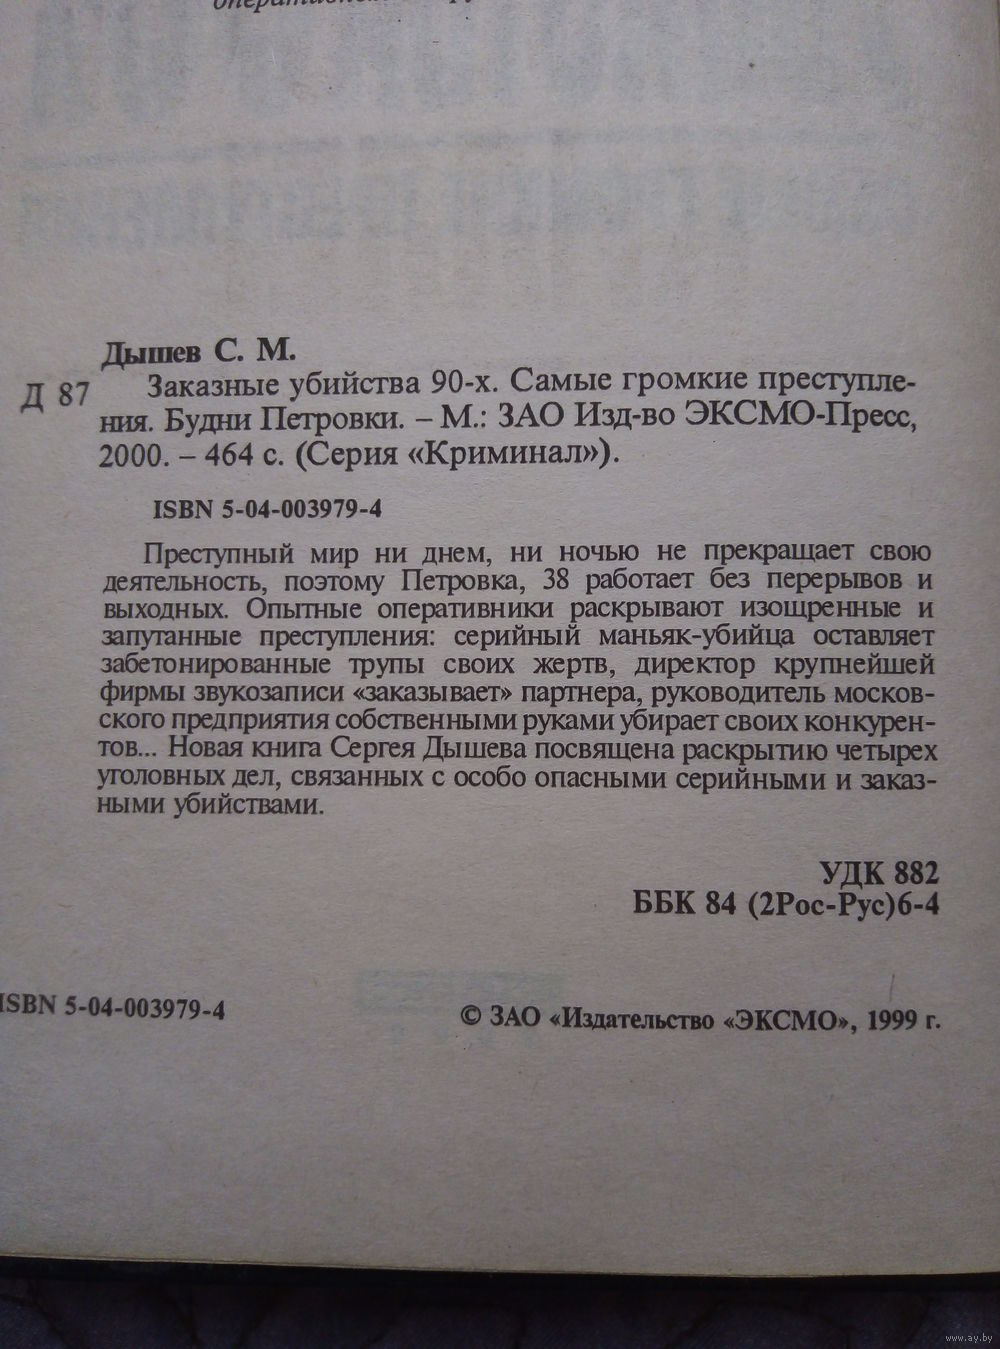 Дышев С. М.
Д 87
Заказные убийства 90-х. Самые громкие преступле-
ния. Будни Петровки. – М.: ЗАО Изд-во ЭКСМО-Пресс,
2000. – 464 с. (Серия «Криминал»).
ISBN 5-04-003979-4
Преступный мир ни днем, ни ночью не прекращает свою
деятельность, поэтому Петровка, 38 работает без перерывов и
выходных. Опытные оперативники раскрывают изощренные и
запутанные преступления: серийный маньяк-убийца оставляет
забетонированные трупы своих жертв, директор крупнейшей
фирмы звукозаписи «заказывает» партнера, руководитель москов-
ского предприятия собственными руками убирает своих конкурен-
тов... Новая книга Сергея Дышева посвящена раскрытию четырех
уголовных дел, связанных с особо опасными серийными и заказ-
ными убийствами.
УДК 882
ББК 84 (2Рос-Рус)6-4
ISBN 5-04-003979-4
© ЗАО «Издательство «ЭКСМО», 1999 г.
www.ay.by